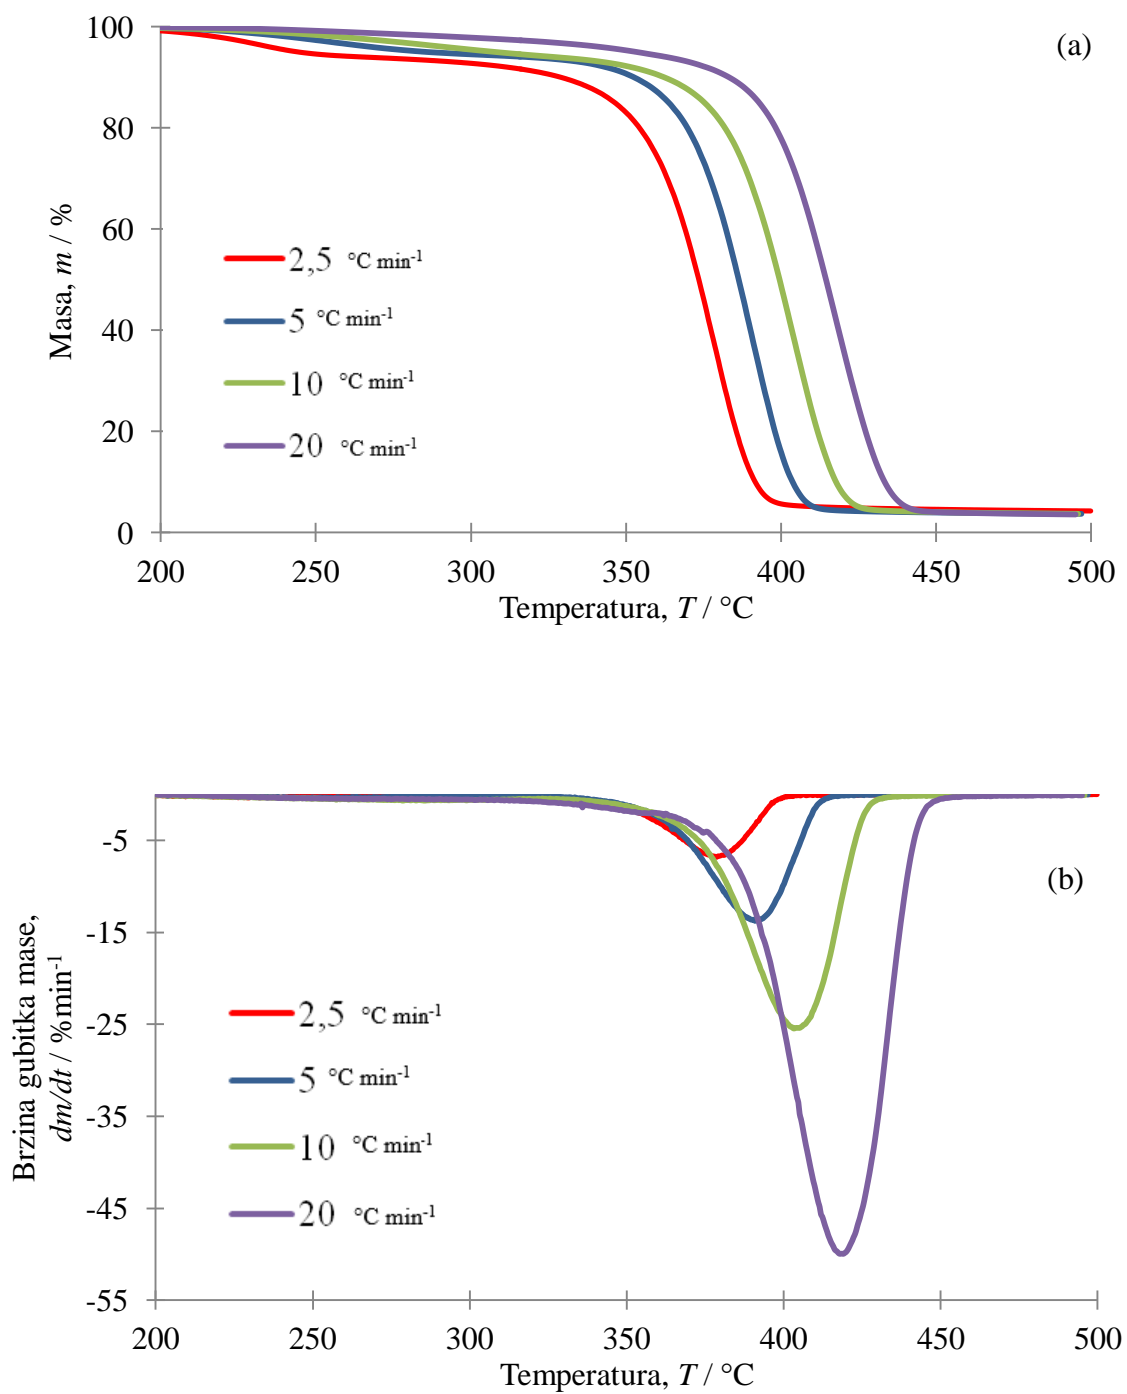 100
(a)
80
60
Masa, m / %
40
20
0
2,5 °C min-1
5 °C min-1
10 °C min-1
20 °C min-1
200 250 300 350 400 450 500
Temperatura, T / °C
-5
(b)
-15
-25
-35
-45
-55
Brzina gubitka mase,
dm/dt / %min-1
2,5 °C min-1
5 °C min-1
10 °C min-1
20 °C min-1
200 250 300 350 400 450 500
Temperatura, T / °C